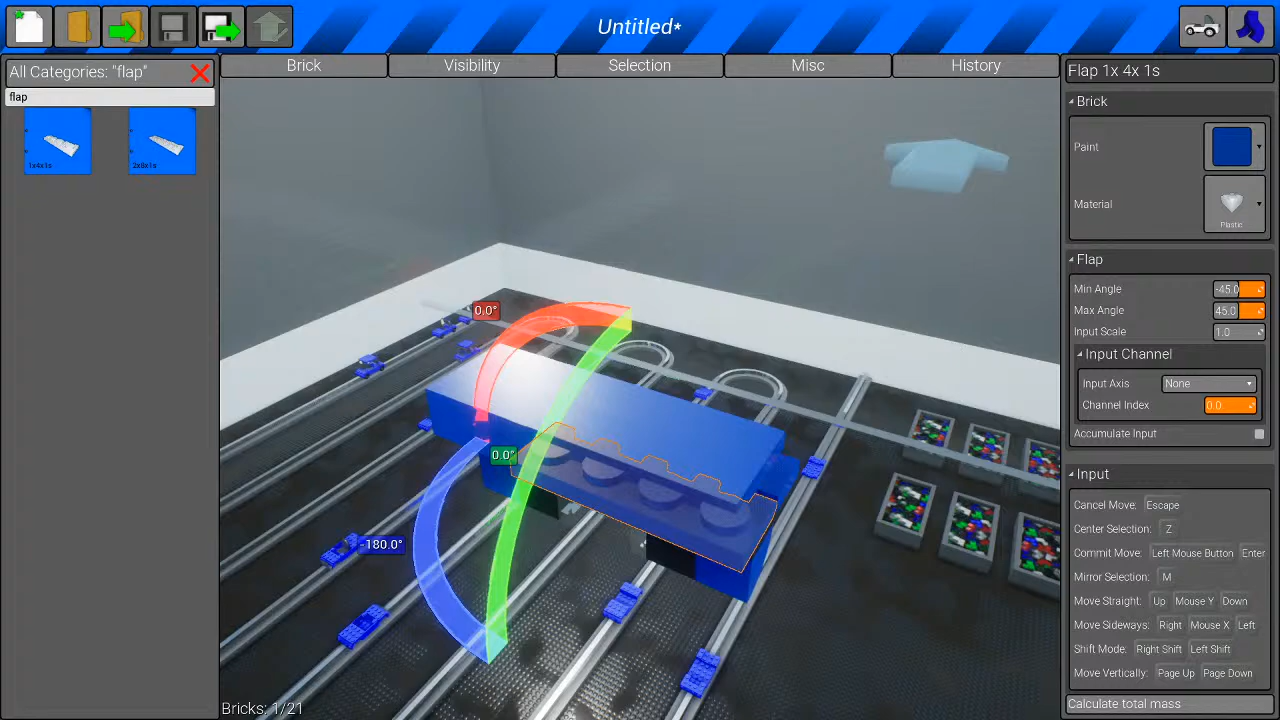 Untitled*
All Categories: "flap"
flap
1x4x1s
2x8x1s
Brick
Visibility
Selection
Misc
History
0.0°
0.0°
-180.0°
Bricks: 1/21
Flap 1x 4x 1s
Brick
Paint
Material
Plastic
Flap
Min Angle
-45.0
Max Angle
45.0
Input Scale
1.0
Input Channel
Input Axis
None
Channel Index
0.0
Accumulate Input
Input
Cancel Move: Escape
Center Selection: Z
Commit Move: Left Mouse Button Enter
Mirror Selection: M
Move Straight: Up Mouse Y Down
Move Sideways: Right Mouse X Left
Shift Mode: Right Shift Left Shift
Move Vertically: Page Up Page Down
Calculate total mass